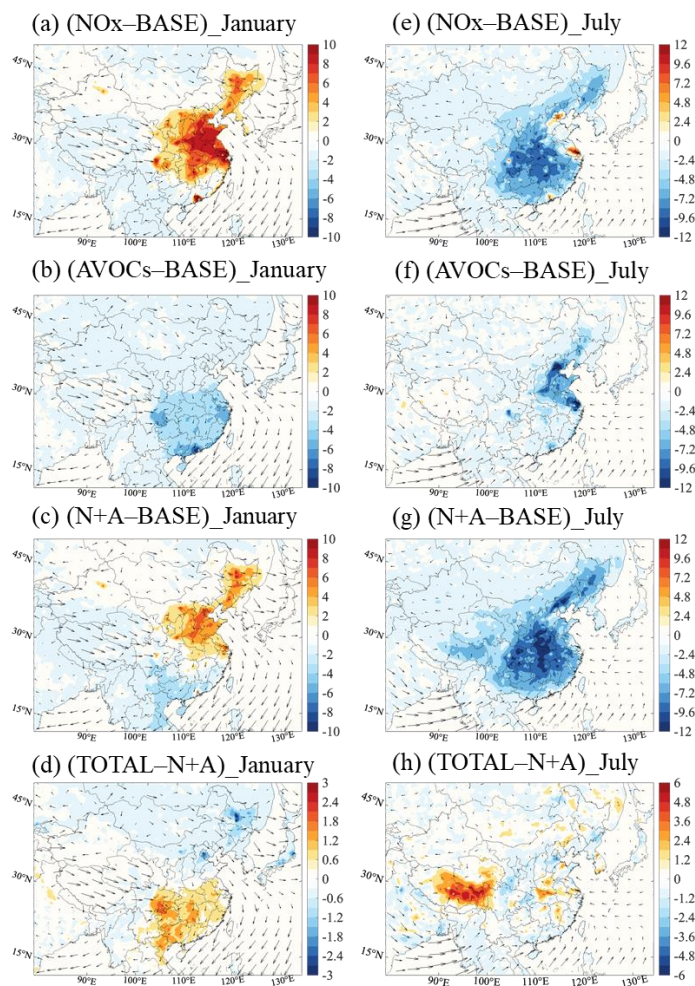 (a) (NOx–BASE)_January
45°N
30°N
15°N
90°E 100°E 110°E 120°E 130°E
10
8
6
4
2
0
-2
-4
-6
-8
-10
(e) (NOx–BASE)_July
45°N
30°N
15°N
90°E 100°E 110°E 120°E 130°E
12
9.6
7.2
4.8
2.4
0
-2.4
-4.8
-7.2
-9.6
-12
(b) (AVOCs–BASE)_January
45°N
30°N
15°N
90°E 100°E 110°E 120°E 130°E
10
8
6
4
2
0
-2
-4
-6
-8
-10
(f) (AVOCs–BASE)_July
45°N
30°N
15°N
90°E 100°E 110°E 120°E 130°E
12
9.6
7.2
4.8
2.4
0
-2.4
-4.8
-7.2
-9.6
-12
(c) (N+A–BASE)_January
45°N
30°N
15°N
90°E 100°E 110°E 120°E 130°E
10
8
6
4
2
0
-2
-4
-6
-8
-10
(g) (N+A–BASE)_July
45°N
30°N
15°N
90°E 100°E 110°E 120°E 130°E
12
9.6
7.2
4.8
2.4
0
-2.4
-4.8
-7.2
-9.6
-12
(d) (TOTAL–N+A)_January
45°N
30°N
15°N
90°E 100°E 110°E 120°E 130°E
3
2.4
1.8
1.2
0.6
0
-0.6
-1.2
-1.8
-2.4
-3
(h) (TOTAL–N+A)_July
45°N
30°N
15°N
90°E 100°E 110°E 120°E 130°E
6
4.8
3.6
2.4
1.2
0
-1.2
-2.4
-3.6
-4.8
-6